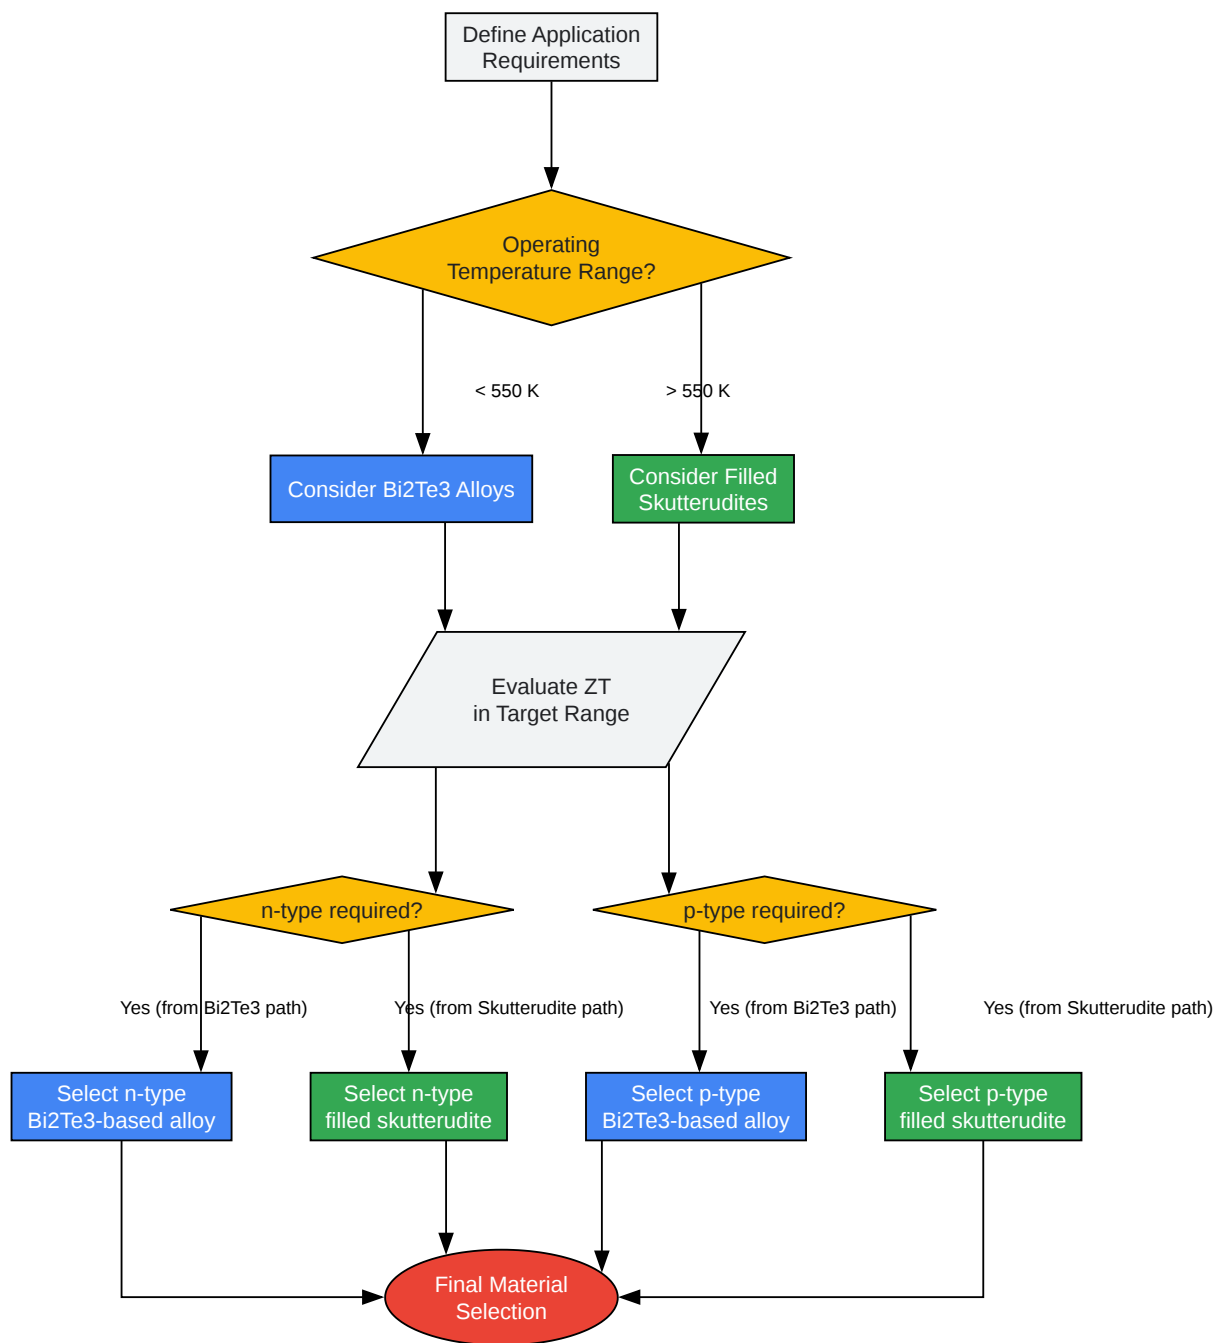 Define Application
Requirements
Operating
Temperature Range?
< 550 K
> 550 K
Consider Bi2Te3 Alloys
Consider Filled
Skutterudites
Evaluate ZT
in Target Range
n-type required?
p-type required?
Yes (from Bi2Te3 path)
Yes (from Skutterudite path)
Yes (from Bi2Te3 path)
Yes (from Skutterudite path)
Select n-type
Bi2Te3-based alloy
Select n-type
filled skutterudite
Select p-type
Bi2Te3-based alloy
Select p-type
filled skutterudite
Final Material
Selection